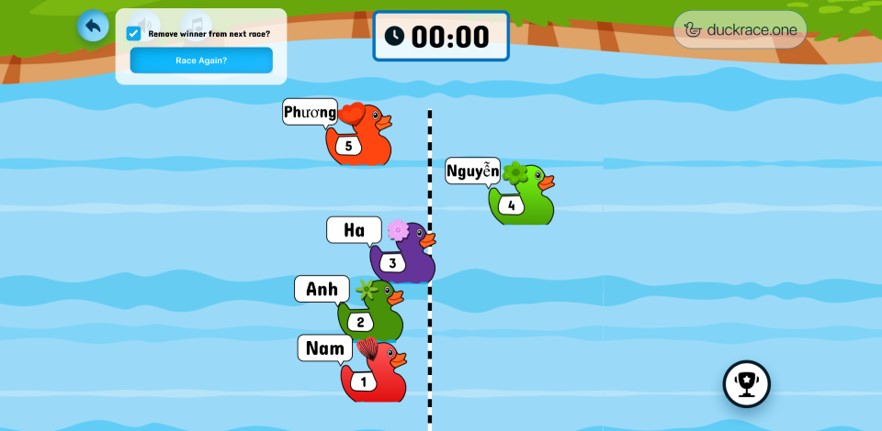 Remove winner from next race?
Race Again?
00:00
duckrace.one
Phương
5
Nguyễn
4
Ha
3
Anh
2
Nam
1